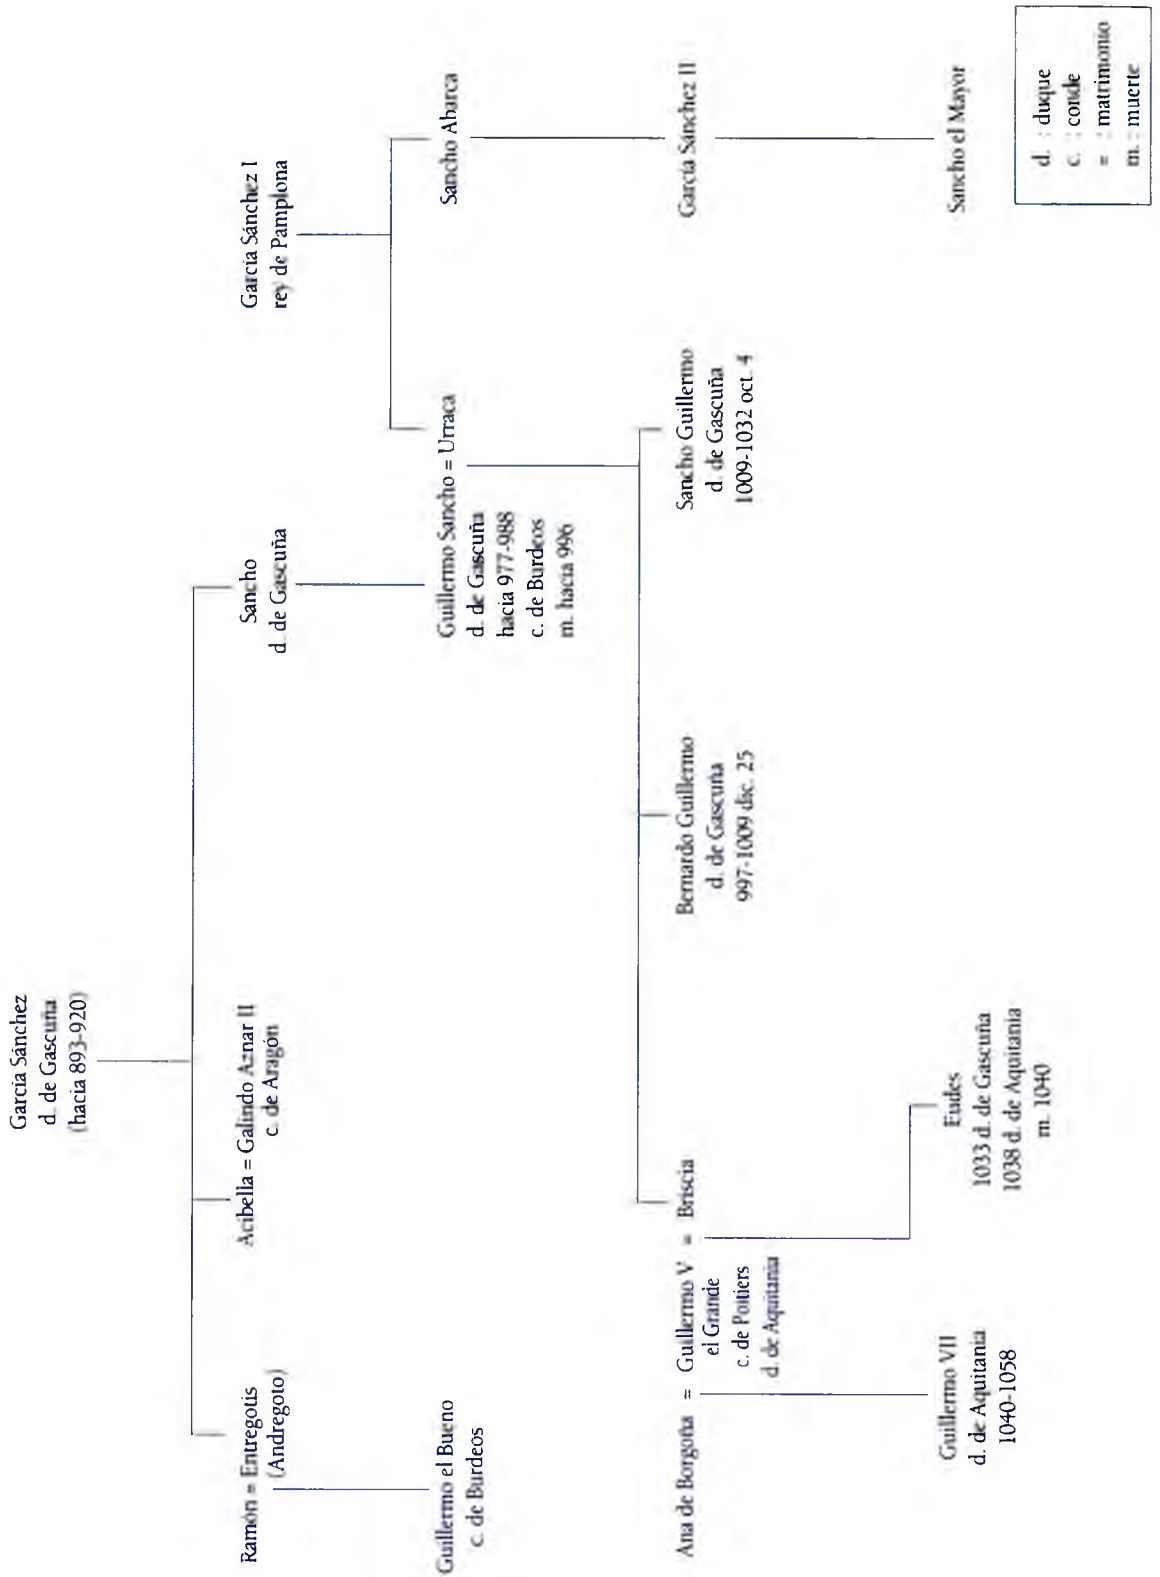 García Sánchez
d. de Gascuña
(hacia 893-920)
Ramón = Entregotis
(Andregoto)
Acibella = Galindo Aznar II
c. de Aragón
Sancho
d. de Gascuña
García Sánchez I
rey de Pamplona
Guillermo el Bueno
c. de Burdeos
Guillermo Sancho = Urraca
d. de Gascuña
hacia 977-988
c. de Burdeos
m. hacia 996
Sancho Abarca
Ana de Borgoña = Guillermo V = Briscia
el Grande
c. de Poitiers
d. de Aquitania
Bernardo Guillermo
d. de Gascuña
997-1009 dic. 25
Sancho Guillermo
d. de Gascuña
1009-1032 oct. 4
García Sánchez II
Guillermo VII
d. de Aquitania
1040-1058
Eudes
1033 d. de Gascuña
1038 d. de Aquitania
m. 1040
Sancho el Mayor
d. : duque
c. : conde
= : matrimonio
m. : muerte